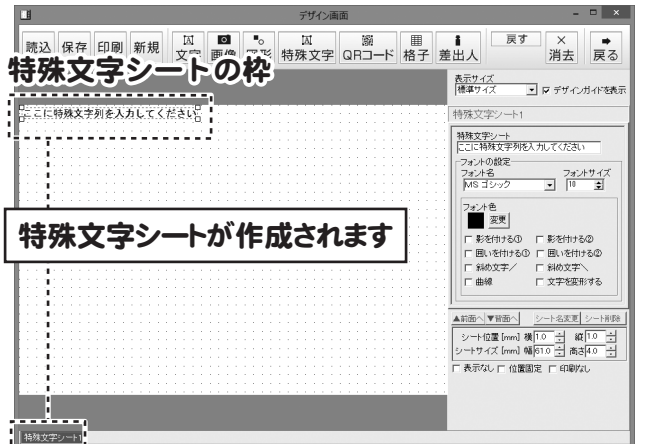 デザイン画面
読込 保存 印刷 新規 文字 画像 図形 特殊文字 QRコード 格子 差出人 戻す 消去 戻る
特殊文字シートの枠
表示サイズ
標準サイズ デザインガイドを表示
ここに特殊文字列を入力してください
特殊文字シート1
特殊文字シート
ここに特殊文字列を入力してください
フォントの設定
フォント名 フォントサイズ
MS ゴシック 10
フォント色
変更
特殊文字シートが作成されます
影を付ける① 影を付ける②
囲いを付ける① 囲いを付ける②
斜め文字／ 斜め文字＼
曲線 文字を変形する
▲前面へ ▼背面へ シート名変更 シート削除
シート位置 [mm] 横 1.0 縦 1.0
シートサイズ [mm] 幅 61.0 高さ 4.0
表示なし 位置固定 印刷なし
特殊文字シート1